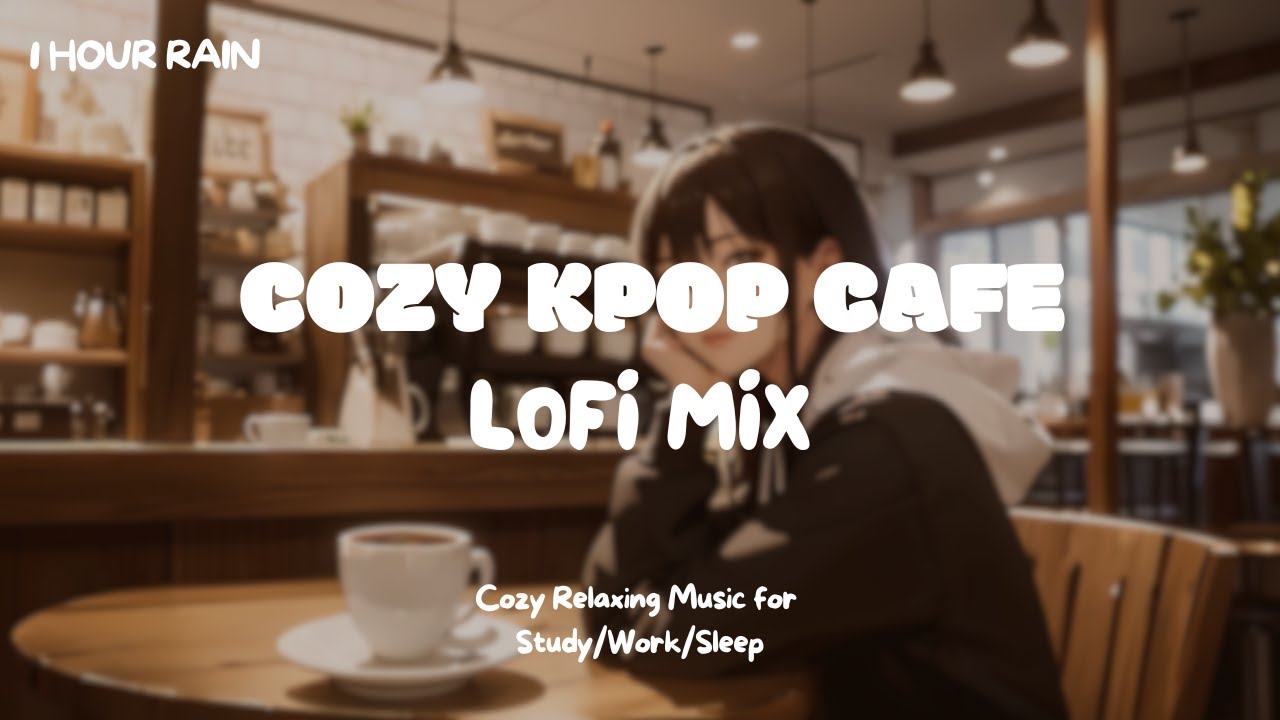 1 HOUR RAIN
COZY KPOP CAFE
LOFi MiX
Cozy Relaxing Music for
Study/Work/Sleep